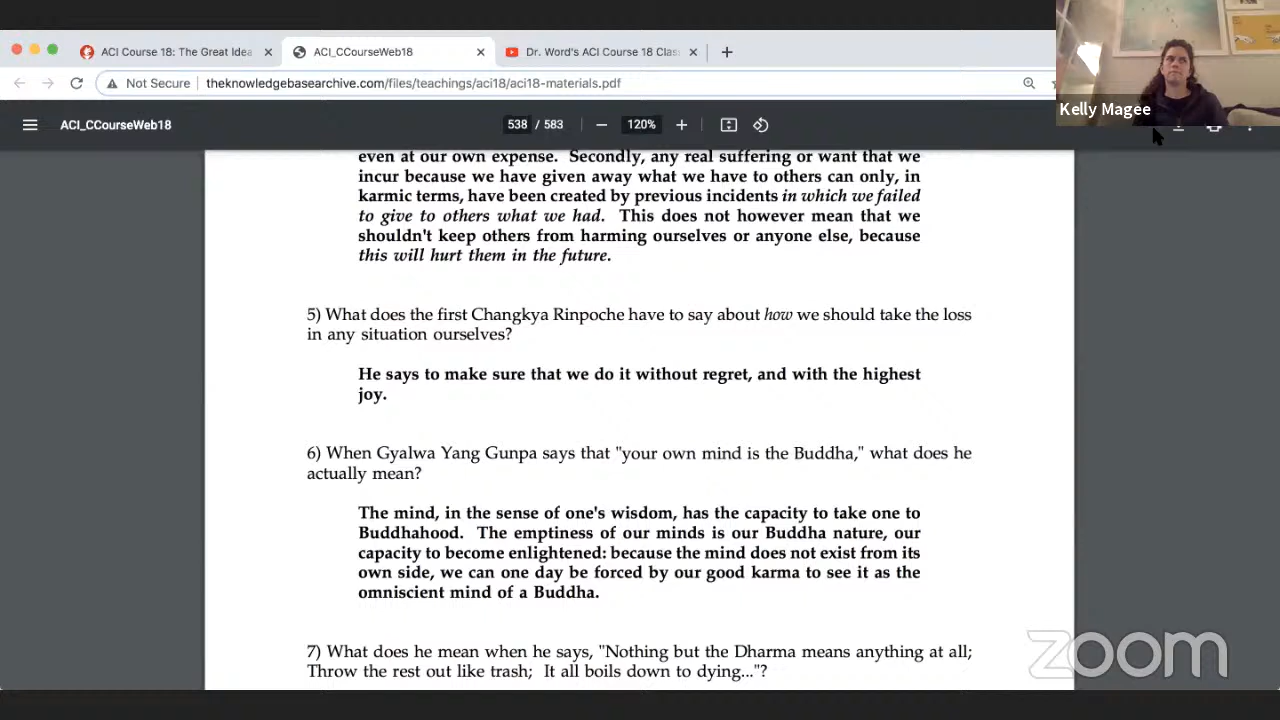 ACI Course 18: The Great Idea
ACI_CCourseWeb18
Dr. Word's ACI Course 18 Clas
Not Secure
theknowledgebasearchive.com/files/teachings/aci18/aci18-materials.pdf
Kelly Magee
ACI_CCourseWeb18
538 / 583
120%
even at our own expense. Secondly, any real suffering or want that we
incur because we have given away what we have to others can only, in
karmic terms, have been created by previous incidents in which we failed
to give to others what we had. This does not however mean that we
shouldn't keep others from harming ourselves or anyone else, because
this will hurt them in the future.
5) What does the first Changkya Rinpoche have to say about how we should take the loss
in any situation ourselves?
He says to make sure that we do it without regret, and with the highest
joy.
6) When Gyalwa Yang Gunpa says that "your own mind is the Buddha," what does he
actually mean?
The mind, in the sense of one's wisdom, has the capacity to take one to
Buddhahood. The emptiness of our minds is our Buddha nature, our
capacity to become enlightened: because the mind does not exist from its
own side, we can one day be forced by our good karma to see it as the
omniscient mind of a Buddha.
7) What does he mean when he says, "Nothing but the Dharma means anything at all;
Throw the rest out like trash; It all boils down to dying..."?
zoom